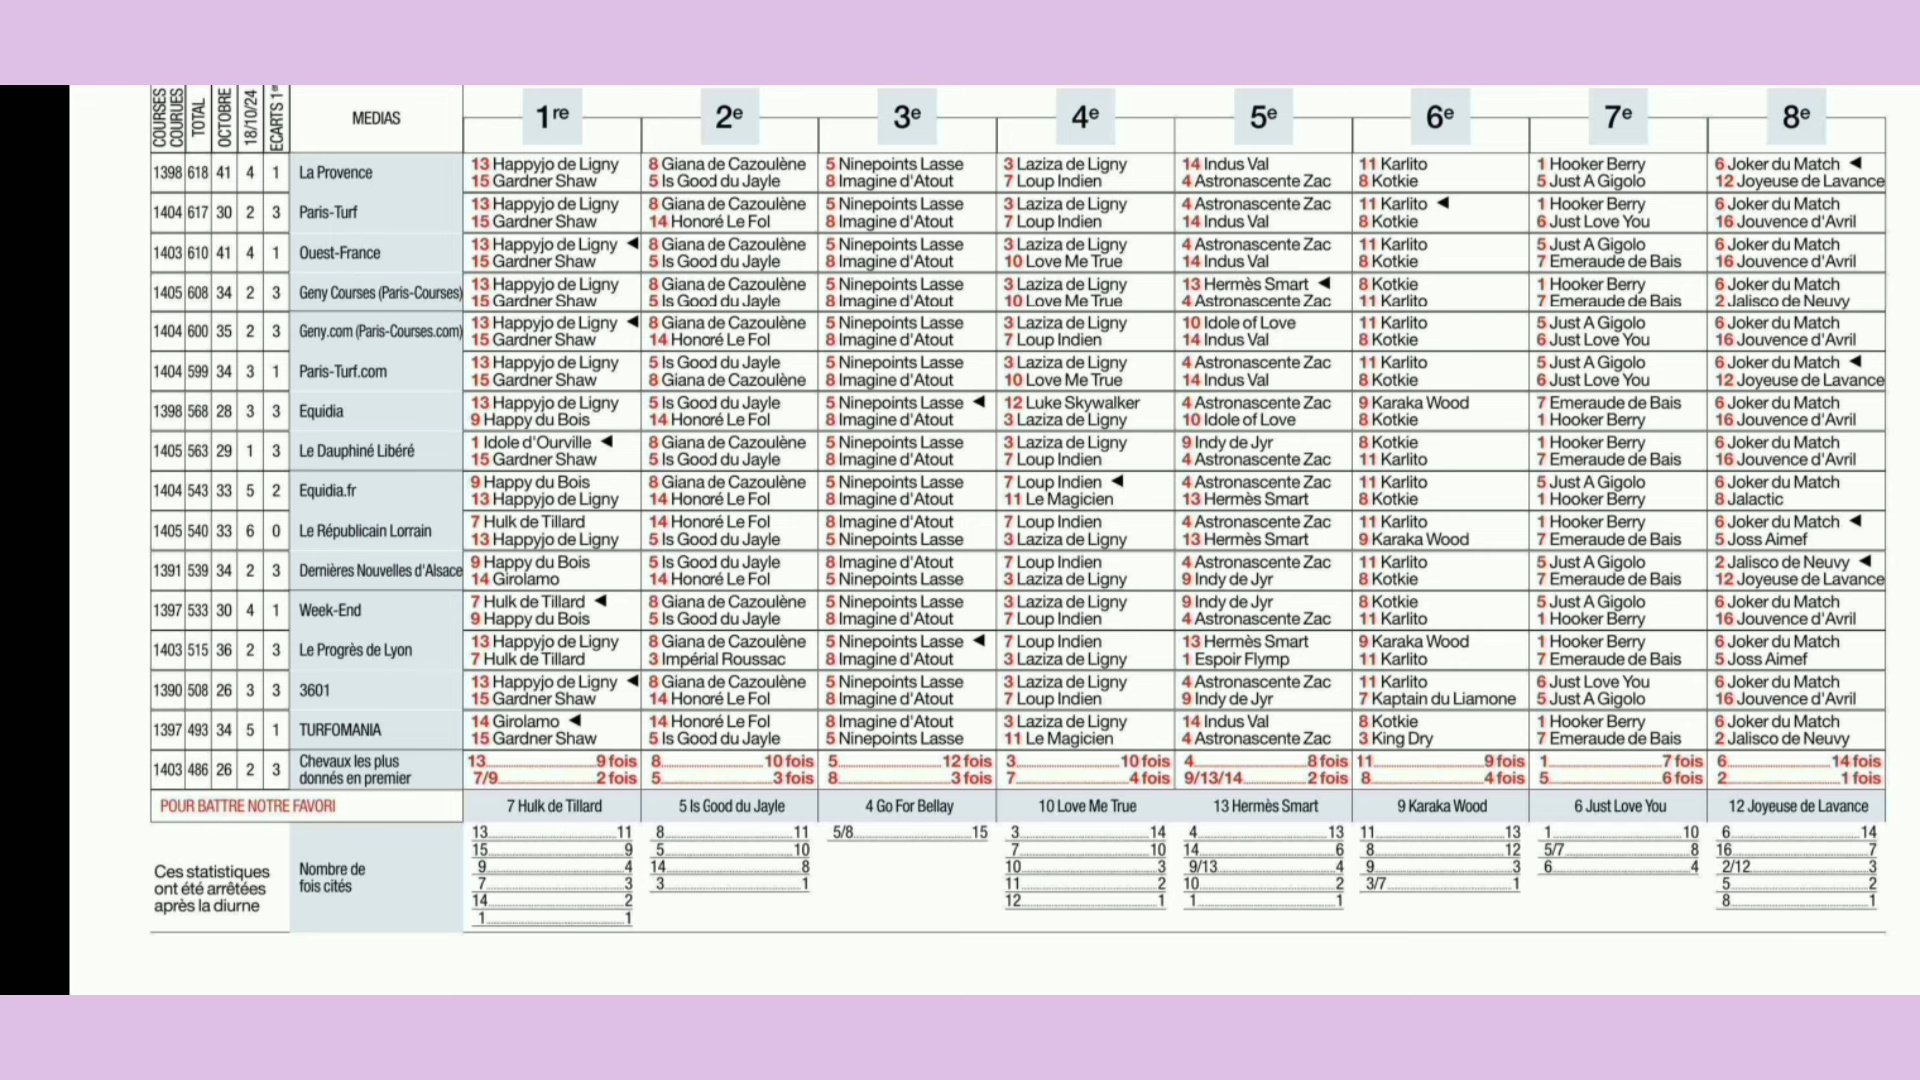 COURSES COURUES TOTAL OCTOBRE 18/10/24 ECARTS 1er MEDIAS 1re 2e 3e 4e 5e 6e 7e 8e
1398 618 41 4 1 La Provence
13 Happyjo de Ligny 8 Giana de Cazoulène 5 Ninepoints Lasse 3 Laziza de Ligny 14 Indus Val 11 Karlito 1 Hooker Berry 6 Joker du Match ◄
15 Gardner Shaw 5 Is Good du Jayle 8 Imagine d'Atout 7 Loup Indien 4 Astronascente Zac 8 Kotkie 5 Just A Gigolo 12 Joyeuse de Lavance
1404 617 30 2 3 Paris-Turf
13 Happyjo de Ligny 8 Giana de Cazoulène 5 Ninepoints Lasse 3 Laziza de Ligny 4 Astronascente Zac 11 Karlito ◄ 1 Hooker Berry 6 Joker du Match
15 Gardner Shaw 14 Honoré Le Fol 8 Imagine d'Atout 7 Loup Indien 14 Indus Val 8 Kotkie 6 Just Love You 16 Jouvence d'Avril
1403 610 41 4 1 Ouest-France
13 Happyjo de Ligny ◄ 8 Giana de Cazoulène 5 Ninepoints Lasse 3 Laziza de Ligny 4 Astronascente Zac 11 Karlito 5 Just A Gigolo 6 Joker du Match
15 Gardner Shaw 5 Is Good du Jayle 8 Imagine d'Atout 10 Love Me True 14 Indus Val 8 Kotkie 7 Emeraude de Bais 16 Jouvence d'Avril
1405 608 34 2 3 Geny Courses (Paris-Courses)
13 Happyjo de Ligny 8 Giana de Cazoulène 5 Ninepoints Lasse 3 Laziza de Ligny 13 Hermès Smart ◄ 8 Kotkie 1 Hooker Berry 6 Joker du Match
15 Gardner Shaw 5 Is Good du Jayle 8 Imagine d'Atout 10 Love Me True 4 Astronascente Zac 11 Karlito 7 Emeraude de Bais 2 Jalisco de Neuvy
1404 600 35 2 3 Geny.com (Paris-Courses.com)
13 Happyjo de Ligny ◄ 8 Giana de Cazoulène 5 Ninepoints Lasse 3 Laziza de Ligny 10 Idole of Love 11 Karlito 5 Just A Gigolo 6 Joker du Match
15 Gardner Shaw 14 Honoré Le Fol 8 Imagine d'Atout 7 Loup Indien 14 Indus Val 8 Kotkie 6 Just Love You 16 Jouvence d'Avril
1404 599 34 3 1 Paris-Turf.com
13 Happyjo de Ligny 5 Is Good du Jayle 5 Ninepoints Lasse 3 Laziza de Ligny 4 Astronascente Zac 11 Karlito 5 Just A Gigolo 6 Joker du Match ◄
15 Gardner Shaw 8 Giana de Cazoulène 8 Imagine d'Atout 10 Love Me True 14 Indus Val 8 Kotkie 6 Just Love You 12 Joyeuse de Lavance
1398 568 28 3 3 Equidia
13 Happyjo de Ligny 5 Is Good du Jayle 5 Ninepoints Lasse ◄ 12 Luke Skywalker 4 Astronascente Zac 9 Karaka Wood 7 Emeraude de Bais 6 Joker du Match
9 Happy du Bois 14 Honoré Le Fol 8 Imagine d'Atout 3 Laziza de Ligny 10 Idole of Love 8 Kotkie 1 Hooker Berry 16 Jouvence d'Avril
1405 563 29 1 3 Le Dauphiné Libéré
1 Idole d'Ourville ◄ 8 Giana de Cazoulène 5 Ninepoints Lasse 3 Laziza de Ligny 9 Indy de Jyr 8 Kotkie 1 Hooker Berry 6 Joker du Match
15 Gardner Shaw 5 Is Good du Jayle 8 Imagine d'Atout 7 Loup Indien 4 Astronascente Zac 11 Karlito 7 Emeraude de Bais 16 Jouvence d'Avril
1404 543 33 5 2 Equidia.fr
9 Happy du Bois 8 Giana de Cazoulène 5 Ninepoints Lasse 7 Loup Indien ◄ 4 Astronascente Zac 11 Karlito 5 Just A Gigolo 6 Joker du Match
13 Happyjo de Ligny 14 Honoré Le Fol 8 Imagine d'Atout 11 Le Magicien 13 Hermès Smart 8 Kotkie 1 Hooker Berry 8 Jalactic
1405 540 33 6 0 Le Républicain Lorrain
7 Hulk de Tillard 14 Honoré Le Fol 8 Imagine d'Atout 7 Loup Indien 4 Astronascente Zac 11 Karlito 1 Hooker Berry 6 Joker du Match ◄
13 Happyjo de Ligny 5 Is Good du Jayle 5 Ninepoints Lasse 3 Laziza de Ligny 13 Hermès Smart 9 Karaka Wood 7 Emeraude de Bais 5 Joss Aimef
1391 539 34 2 3 Dernières Nouvelles d'Alsace
9 Happy du Bois 5 Is Good du Jayle 8 Imagine d'Atout 7 Loup Indien 4 Astronascente Zac 11 Karlito 5 Just A Gigolo 2 Jalisco de Neuvy ◄
14 Girolamo 14 Honoré Le Fol 5 Ninepoints Lasse 3 Laziza de Ligny 9 Indy de Jyr 8 Kotkie 7 Emeraude de Bais 12 Joyeuse de Lavance
1397 533 30 4 1 Week-End
7 Hulk de Tillard ◄ 8 Giana de Cazoulène 5 Ninepoints Lasse 3 Laziza de Ligny 9 Indy de Jyr 8 Kotkie 5 Just A Gigolo 6 Joker du Match
9 Happy du Bois 5 Is Good du Jayle 8 Imagine d'Atout 7 Loup Indien 4 Astronascente Zac 11 Karlito 1 Hooker Berry 16 Jouvence d'Avril
1403 515 36 2 3 Le Progrès de Lyon
13 Happyjo de Ligny 8 Giana de Cazoulène 5 Ninepoints Lasse ◄ 7 Loup Indien 13 Hermès Smart 9 Karaka Wood 1 Hooker Berry 6 Joker du Match
7 Hulk de Tillard 3 Impérial Roussac 8 Imagine d'Atout 3 Laziza de Ligny 1 Espoir Flymp 11 Karlito 7 Emeraude de Bais 5 Joss Aimef
1390 508 26 3 3 3601
13 Happyjo de Ligny ◄ 8 Giana de Cazoulène 5 Ninepoints Lasse 3 Laziza de Ligny 4 Astronascente Zac 11 Karlito 6 Just Love You 6 Joker du Match
15 Gardner Shaw 14 Honoré Le Fol 8 Imagine d'Atout 7 Loup Indien 9 Indy de Jyr 7 Kaptain du Liamone 5 Just A Gigolo 16 Jouvence d'Avril
1397 493 34 5 1 TURFOMANIA
14 Girolamo ◄ 14 Honoré Le Fol 8 Imagine d'Atout 3 Laziza de Ligny 14 Indus Val 8 Kotkie 1 Hooker Berry 6 Joker du Match
15 Gardner Shaw 5 Is Good du Jayle 5 Ninepoints Lasse 11 Le Magicien 4 Astronascente Zac 3 King Dry 7 Emeraude de Bais 2 Jalisco de Neuvy
1403 486 26 2 3
Chevaux les plus 13 9 fois 8 10 fois 5 12 fois 3 10 fois 4 8 fois 11 9 fois 1 7 fois 6 14 fois
donnés en premier 7/9 2 fois 5 3 fois 8 3 fois 7 4 fois 9/13/14 2 fois 8 4 fois 5 6 fois 2 1 fois
POUR BATTRE NOTRE FAVORI 7 Hulk de Tillard 5 Is Good du Jayle 4 Go For Bellay 10 Love Me True 13 Hermès Smart 9 Karaka Wood 6 Just Love You 12 Joyeuse de Lavance
Ces statistiques
ont été arrêtées
après la diurne
Nombre de
fois cités
13 11 8 11 5/8 15 3 14 4 13 11 13 1 10 6 14
15 9 5 10 7 10 14 6 8 12 5/7 8 16 7
9 4 14 8 10 3 9/13 4 9 3 6 4 2/12 3
7 3 3 1 11 2 10 2 3/7 1 5 2
14 2 12 1 1 1 8 1
1 1